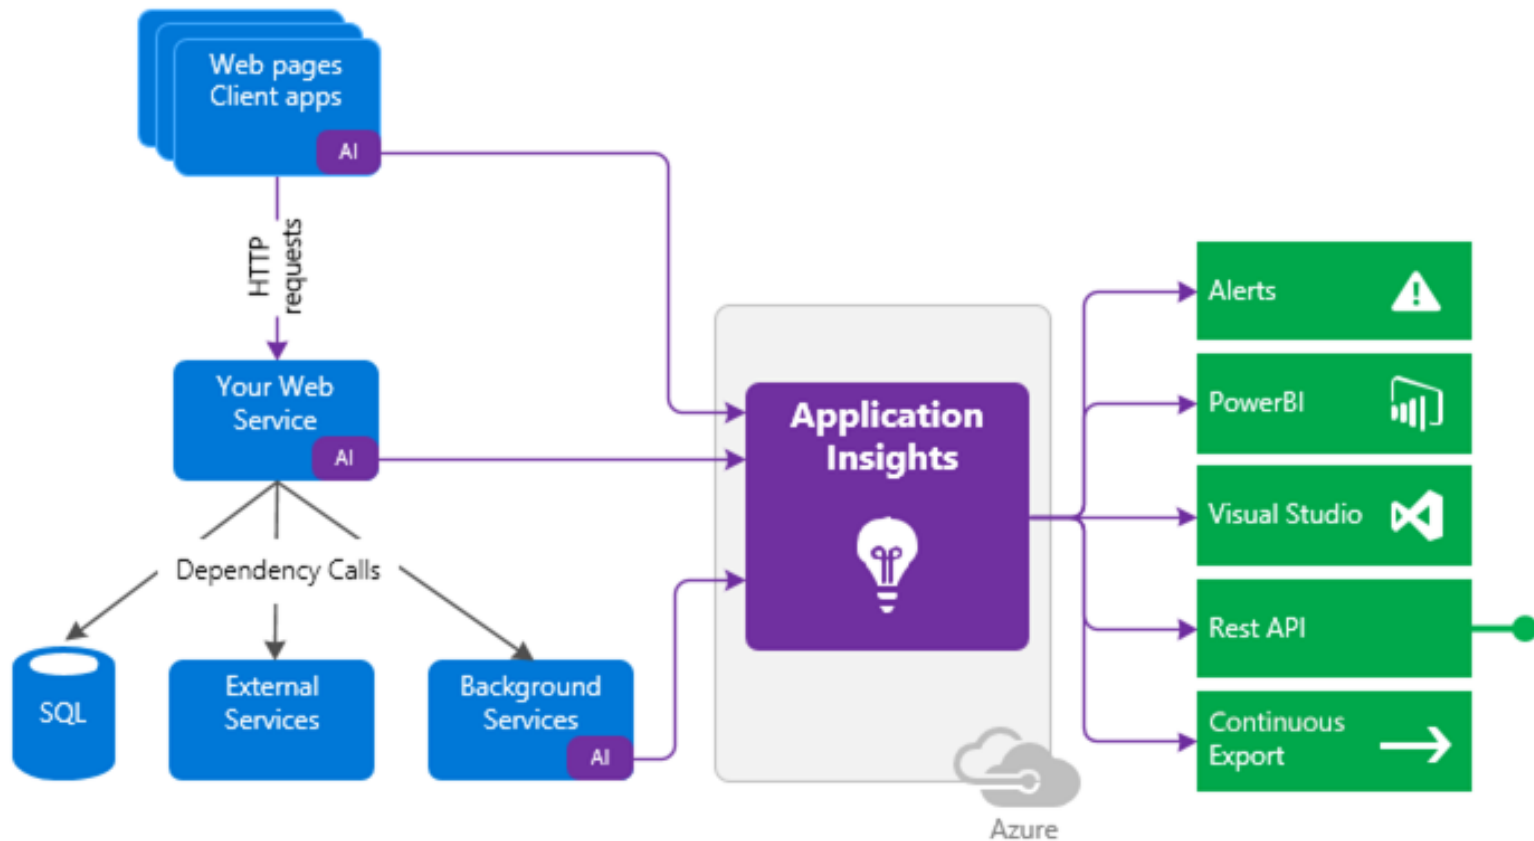 Web pages
Client apps
AI
HTTP
requests
Your Web
Service
AI
Dependency Calls
SQL
External
Services
Background
Services
AI
Application
Insights
Azure
Alerts
PowerBI
Visual Studio
Rest API
Continuous
Export